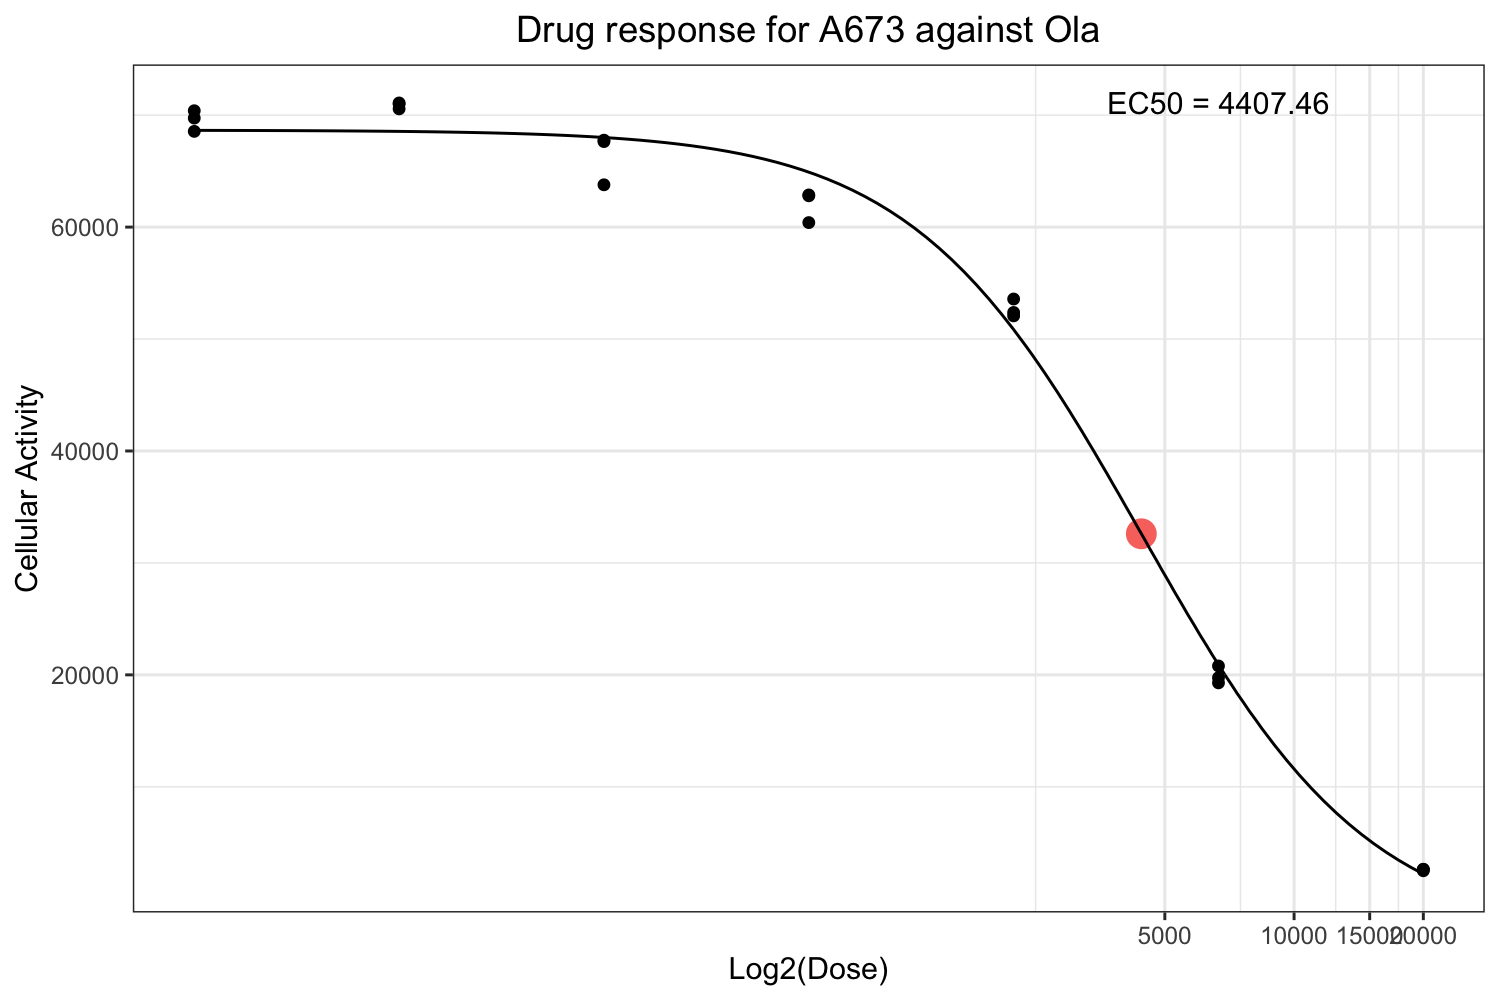 Drug response for A673 against Ola
EC50 = 4407.46
60000
40000
20000
Cellular Activity
5000 10000 15000 20000
Log2(Dose)